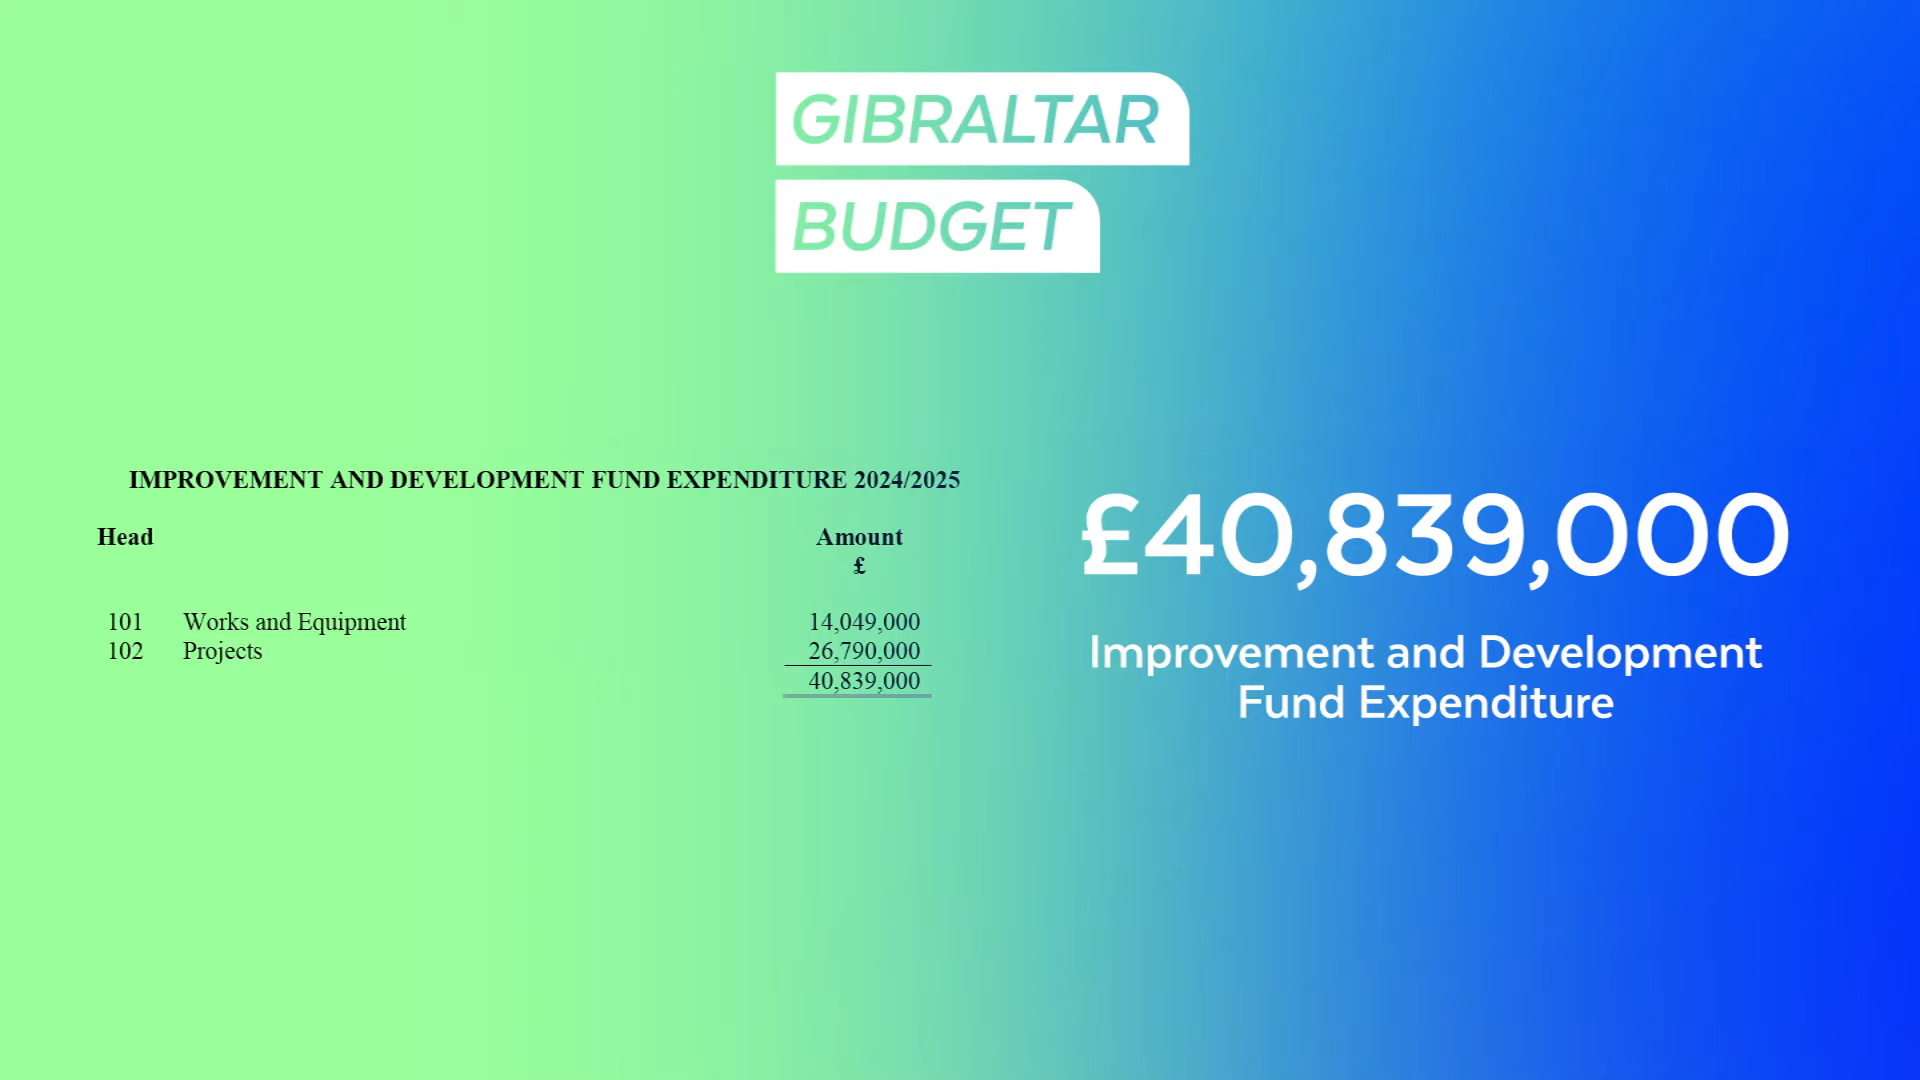 GIBRALTAR
BUDGET
IMPROVEMENT AND DEVELOPMENT FUND EXPENDITURE 2024/2025
Head Amount
£
101 Works and Equipment 14,049,000
102 Projects 26,790,000
40,839,000
£40,839,000
Improvement and Development
Fund Expenditure